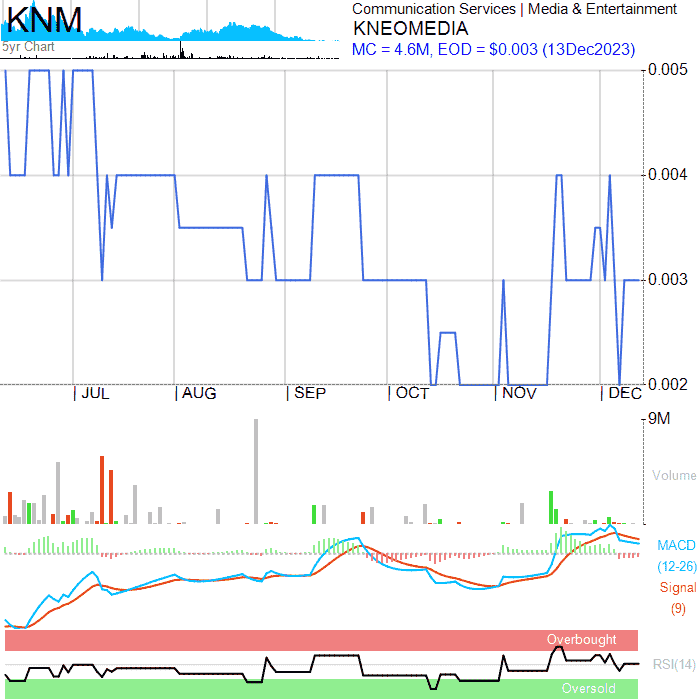 KNM
5yr Chart
Communication Services | Media & Entertainment
KNEOMEDIA
MC = 4.6M, EOD = $0.003 (13Dec2023)
0.005
0.004
0.003
0.002
JUL
AUG
SEP
OCT
NOV
DEC
9M
Volume
MACD
(12-26)
Signal
(9)
Overbought
RSI(14)
Oversold